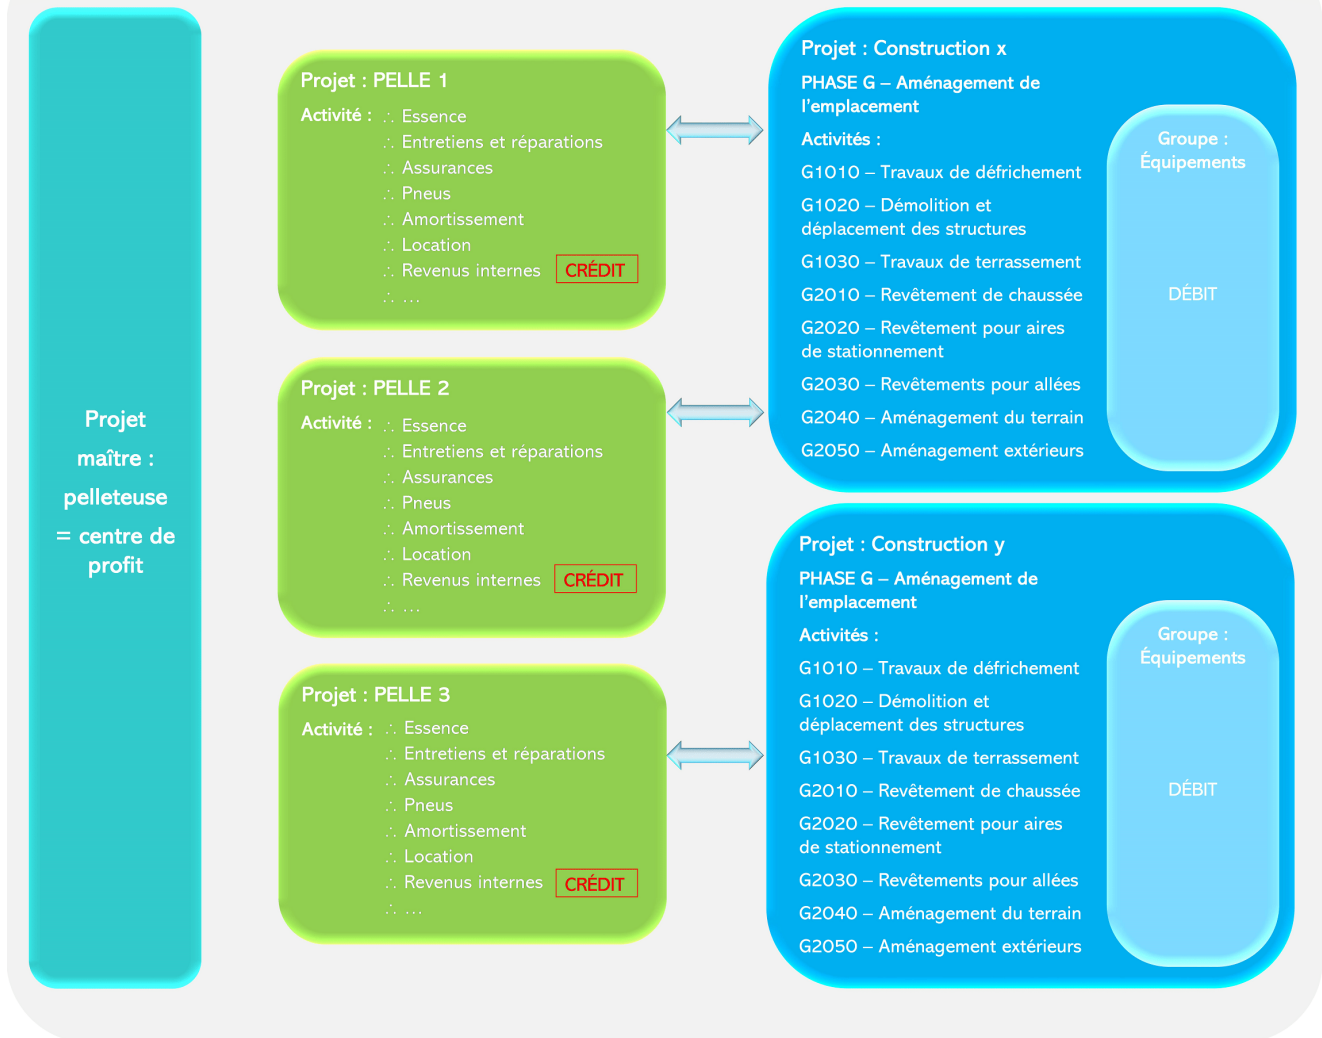 Projet
maître :
pelleteuse
= centre de
profit
Projet : PELLE 1
Activité : ∴ Essence
∴ Entretiens et réparations
∴ Assurances
∴ Pneus
∴ Amortissement
∴ Location
∴ Revenus internes CRÉDIT
∴ ...
Projet : PELLE 2
Activité : ∴ Essence
∴ Entretiens et réparations
∴ Assurances
∴ Pneus
∴ Amortissement
∴ Location
∴ Revenus internes CRÉDIT
∴ ...
Projet : PELLE 3
Activité : ∴ Essence
∴ Entretiens et réparations
∴ Assurances
∴ Pneus
∴ Amortissement
∴ Location
∴ Revenus internes CRÉDIT
∴ ...
Projet : Construction x
PHASE G – Aménagement de
l'emplacement
Activités :
G1010 – Travaux de défrichement
G1020 – Démolition et
déplacement des structures
G1030 – Travaux de terrassement
G2010 – Revêtement de chaussée
G2020 – Revêtement pour aires
de stationnement
G2030 – Revêtements pour allées
G2040 – Aménagement du terrain
G2050 – Aménagement extérieurs
Groupe :
Équipements
DÉBIT
Projet : Construction y
PHASE G – Aménagement de
l'emplacement
Activités :
G1010 – Travaux de défrichement
G1020 – Démolition et
déplacement des structures
G1030 – Travaux de terrassement
G2010 – Revêtement de chaussée
G2020 – Revêtement pour aires
de stationnement
G2030 – Revêtements pour allées
G2040 – Aménagement du terrain
G2050 – Aménagement extérieurs
Groupe :
Équipements
DÉBIT